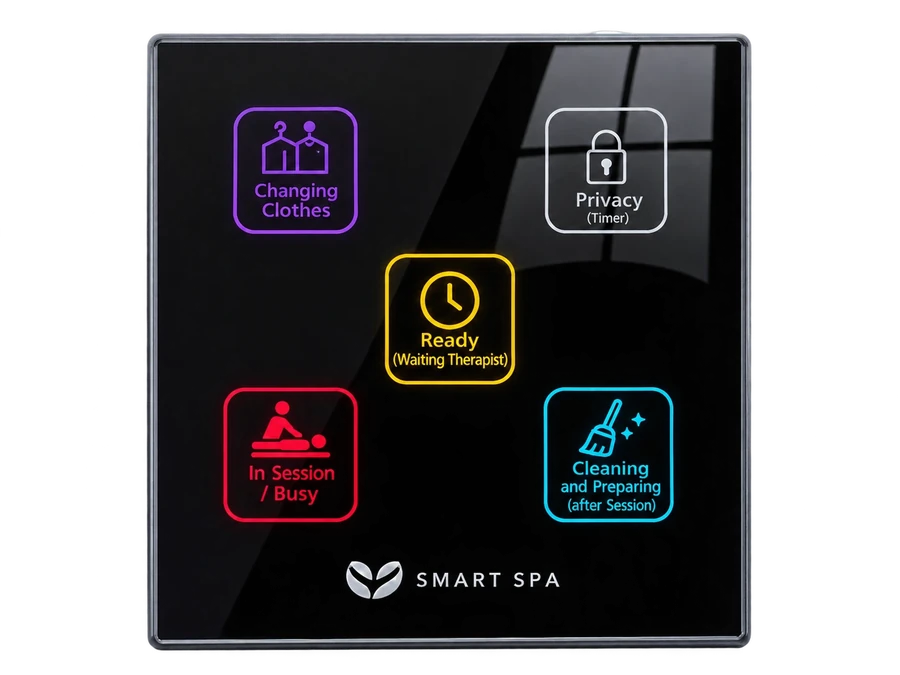 Changing
Clothes
Privacy
(Timer)
Ready
(Waiting Therapist)
In Session
/ Busy
Cleaning
and Preparing
(after Session)
SMART SPA